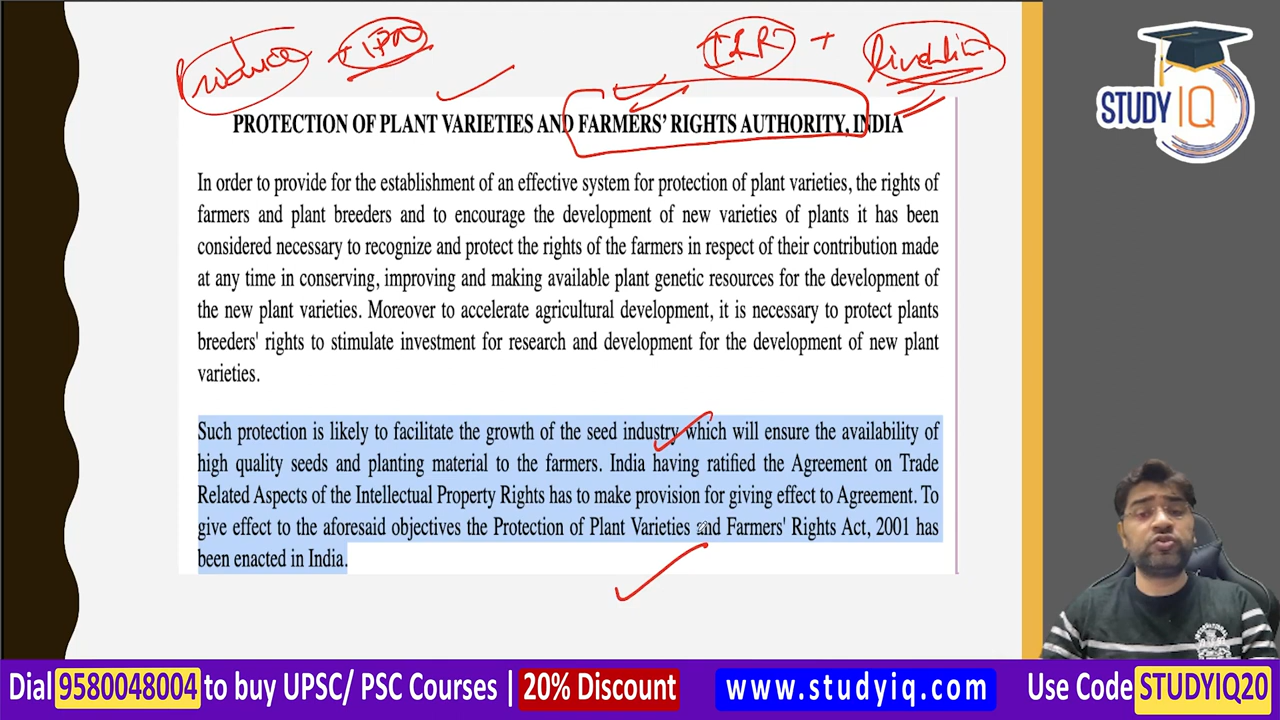 STUDY IQ
PROTECTION OF PLANT VARIETIES AND FARMERS' RIGHTS AUTHORITY, INDIA
In order to provide for the establishment of an effective system for protection of plant varieties, the rights of
farmers and plant breeders and to encourage the development of new varieties of plants it has been
considered necessary to recognize and protect the rights of the farmers in respect of their contribution made
at any time in conserving, improving and making available plant genetic resources for the development of
the new plant varieties. Moreover to accelerate agricultural development, it is necessary to protect plants
breeders' rights to stimulate investment for research and development for the development of new plant
varieties.
Such protection is likely to facilitate the growth of the seed industry which will ensure the availability of
high quality seeds and planting material to the farmers. India having ratified the Agreement on Trade
Related Aspects of the Intellectual Property Rights has to make provision for giving effect to Agreement. To
give effect to the aforesaid objectives the Protection of Plant Varieties and Farmers' Rights Act, 2001 has
been enacted in India.
Dial 9580048004 to buy UPSC/ PSC Courses | 20% Discount www.studyiq.com Use Code STUDYIQ20